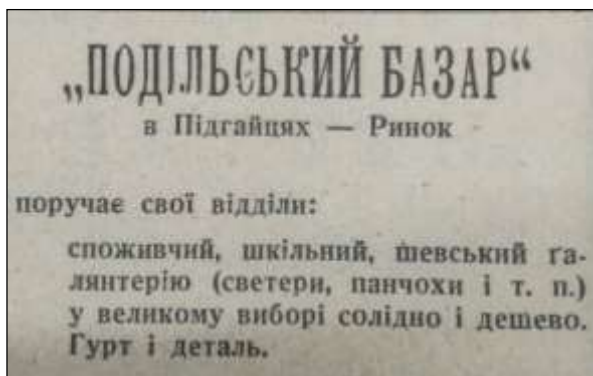 „ПОДІЛЬСЬКИЙ БАЗАР“
в Підгайцях — Ринок
поручає свої відділи:
споживчий, шкільний, шевський ґа-
лянтерію (светери, панчохи і т. п.)
у великому виборі солідно і дешево.
Гурт і деталь.